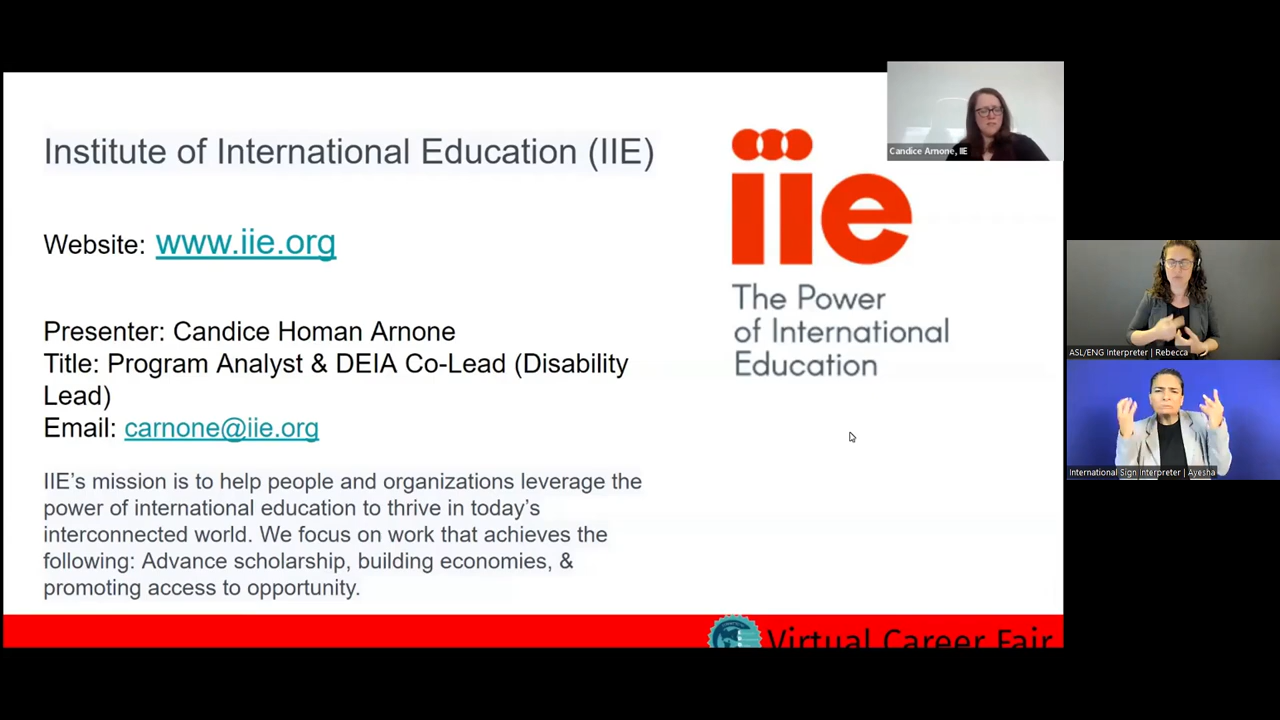 Institute of International Education (IIE)
Website: www.iie.org
Presenter: Candice Homan Arnone
Title: Program Analyst & DEIA Co-Lead (Disability
Lead)
Email: carnone@iie.org
IIE's mission is to help people and organizations leverage the
power of international education to thrive in today's
interconnected world. We focus on work that achieves the
following: Advance scholarship, building economies, &
promoting access to opportunity.
iie
The Power
of International
Education
Candice Arnone, IIE
ASL/ENG Interpreter | Rebecca
International Sign Interpreter | Ayesha
Virtual Career Fair